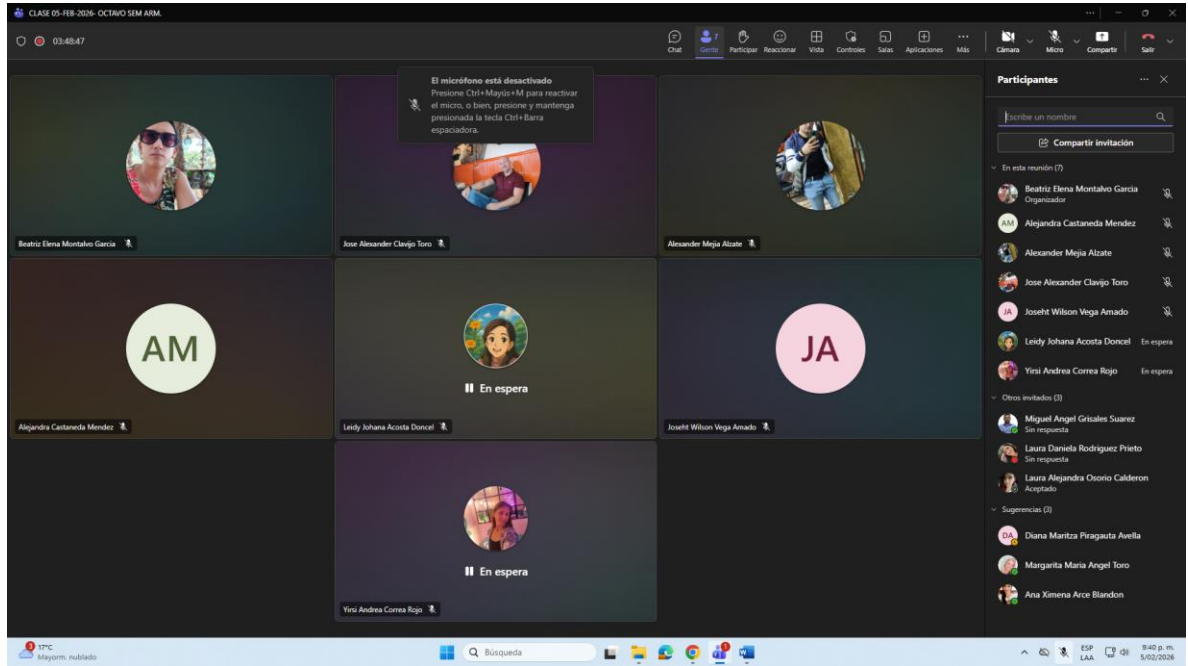 CLASE 05-FEB-2026- OCTAVO SEM ARM.
03:48:47
Chat
Gente
7
Participar
Reaccionar
Vista
Controles
Salas
Aplicaciones
Más
Cámara
Micro
Compartir
Salir
El micrófono está desactivado
Presione Ctrl+Mayús+M para reactivar
el micro, o bien, presione y mantenga
presionada la tecla Ctrl+Barra
espaciadora.
Beatriz Elena Montalvo Garcia
Jose Alexander Clavijo Toro
Alexander Mejia Alzate
AM
Alejandra Castaneda Mendez
En espera
Leidy Johana Acosta Doncel
JA
Joseht Wilson Vega Amado
En espera
Yirsi Andrea Correa Rojo
Participantes
Escribe un nombre
Compartir invitación
En esta reunión (7)
Beatriz Elena Montalvo Garcia
Organizador
AM
Alejandra Castaneda Mendez
Alexander Mejia Alzate
Jose Alexander Clavijo Toro
JA
Joseht Wilson Vega Amado
Leidy Johana Acosta Doncel
En espera
Yirsi Andrea Correa Rojo
En espera
Otros invitados (3)
Miguel Angel Grisales Suarez
Sin respuesta
Laura Daniela Rodriguez Prieto
Sin respuesta
Laura Alejandra Osorio Calderon
Aceptado
Sugerencias (3)
DA
Diana Maritza Piragauta Avella
Margarita Maria Angel Toro
Ana Ximena Arce Blandon
3
17°C
Mayorm. nublado
Búsqueda
ESP
LAA
9:40 p. m.
5/02/2026